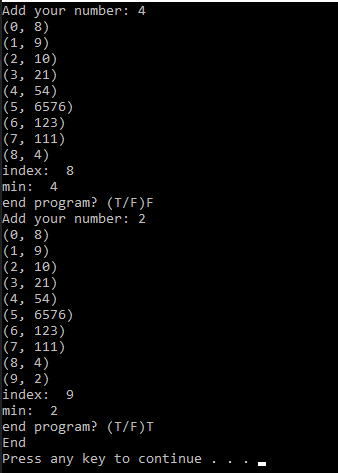 Add your number: 4
(0, 8)
(1, 9)
(2, 10)
(3, 21)
(4, 54)
(5, 6576)
(6, 123)
(7, 111)
(8, 4)
index:  8
min:  4
end program? (T/F)F
Add your number: 2
(0, 8)
(1, 9)
(2, 10)
(3, 21)
(4, 54)
(5, 6576)
(6, 123)
(7, 111)
(8, 4)
(9, 2)
index:  9
min:  2
end program? (T/F)T
End
Press any key to continue . . .